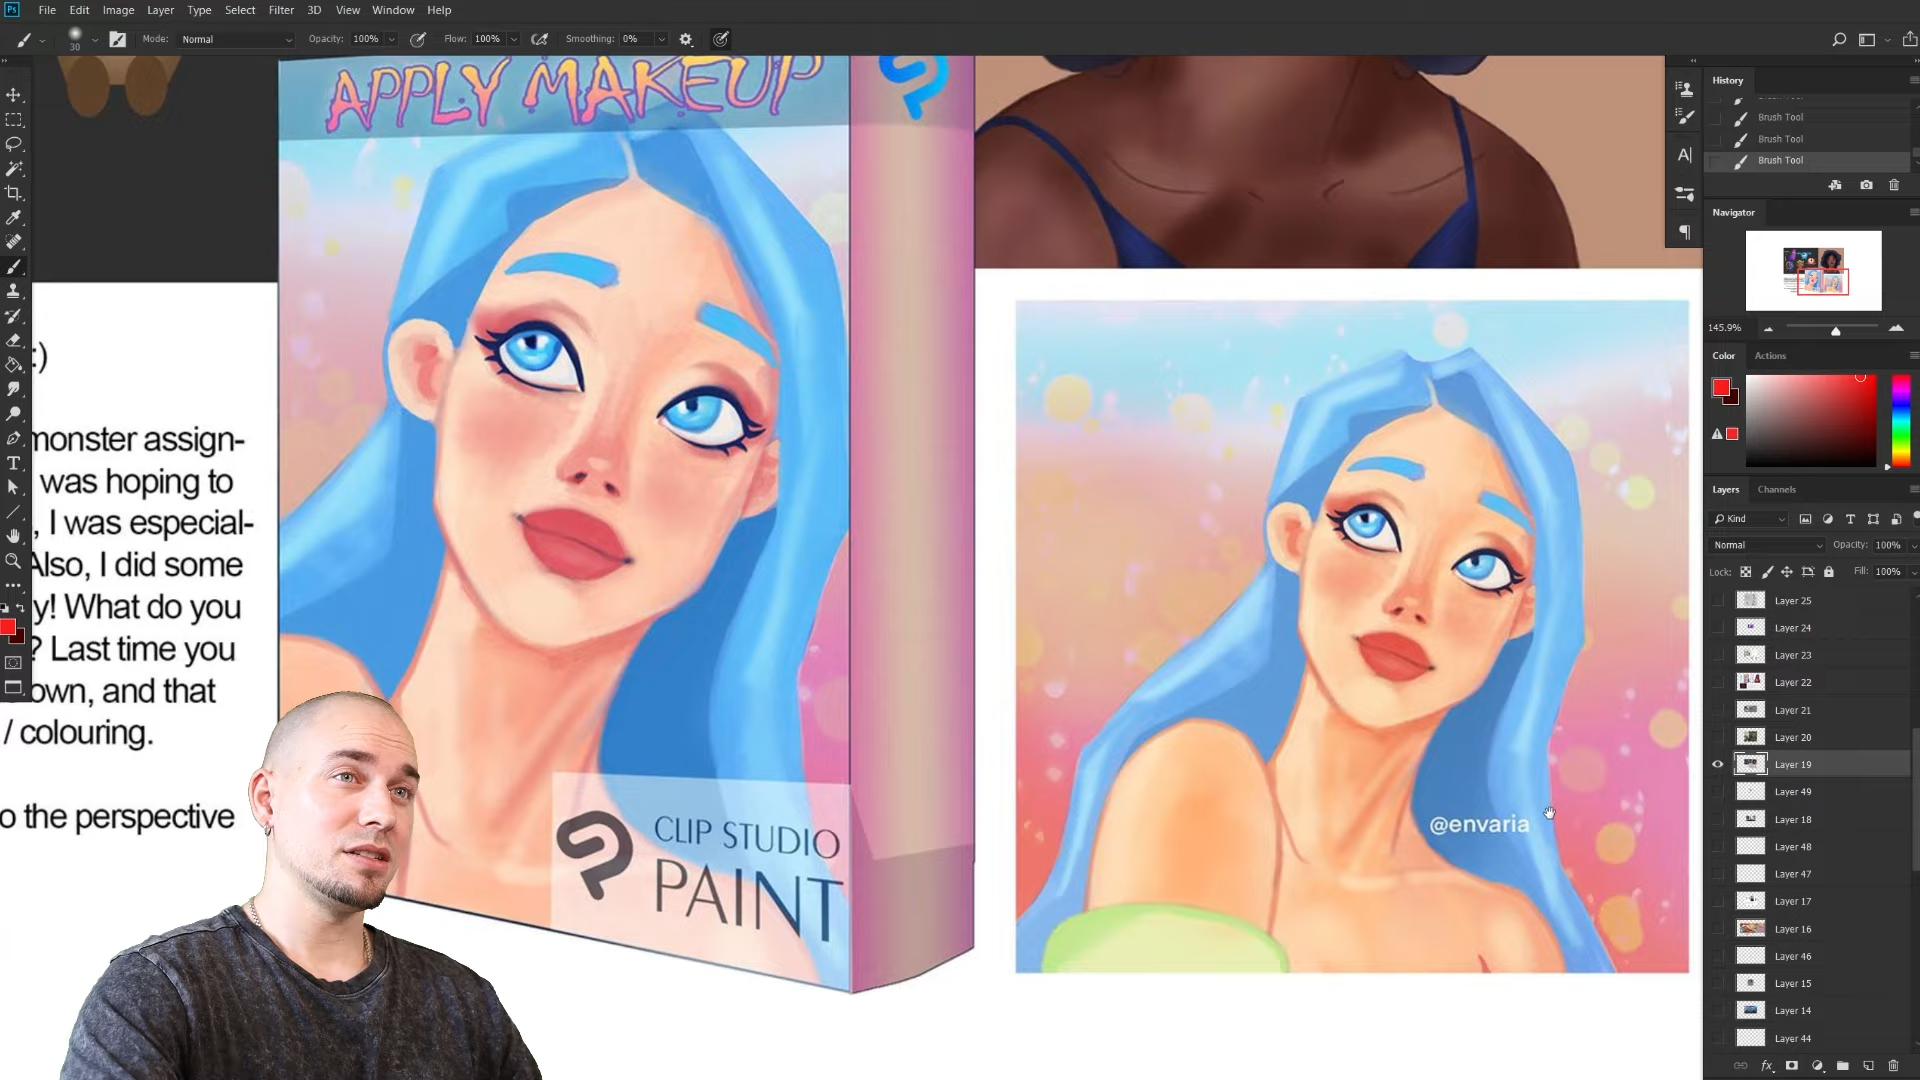 Ps File Edit Image Layer Type Select Filter 3D View Window Help
30 Mode: Normal Opacity: 100% Flow: 100% Smoothing: 0%
APPLY MAKEUP
:)
monster assign-
was hoping to
, I was especial-
Also, I did some
y! What do you
? Last time you
own, and that
/ colouring.
o the perspective
CLIP STUDIO
PAINT
@envaria
History
Brush Tool
Brush Tool
Brush Tool
Navigator
145.9%
Color Actions
Layers Channels
Kind
Normal Opacity: 100%
Lock: Fill: 100%
Layer 25
Layer 24
Layer 23
Layer 22
Layer 21
Layer 20
Layer 19
Layer 49
Layer 18
Layer 48
Layer 47
Layer 17
Layer 16
Layer 46
Layer 15
Layer 14
Layer 44
fx